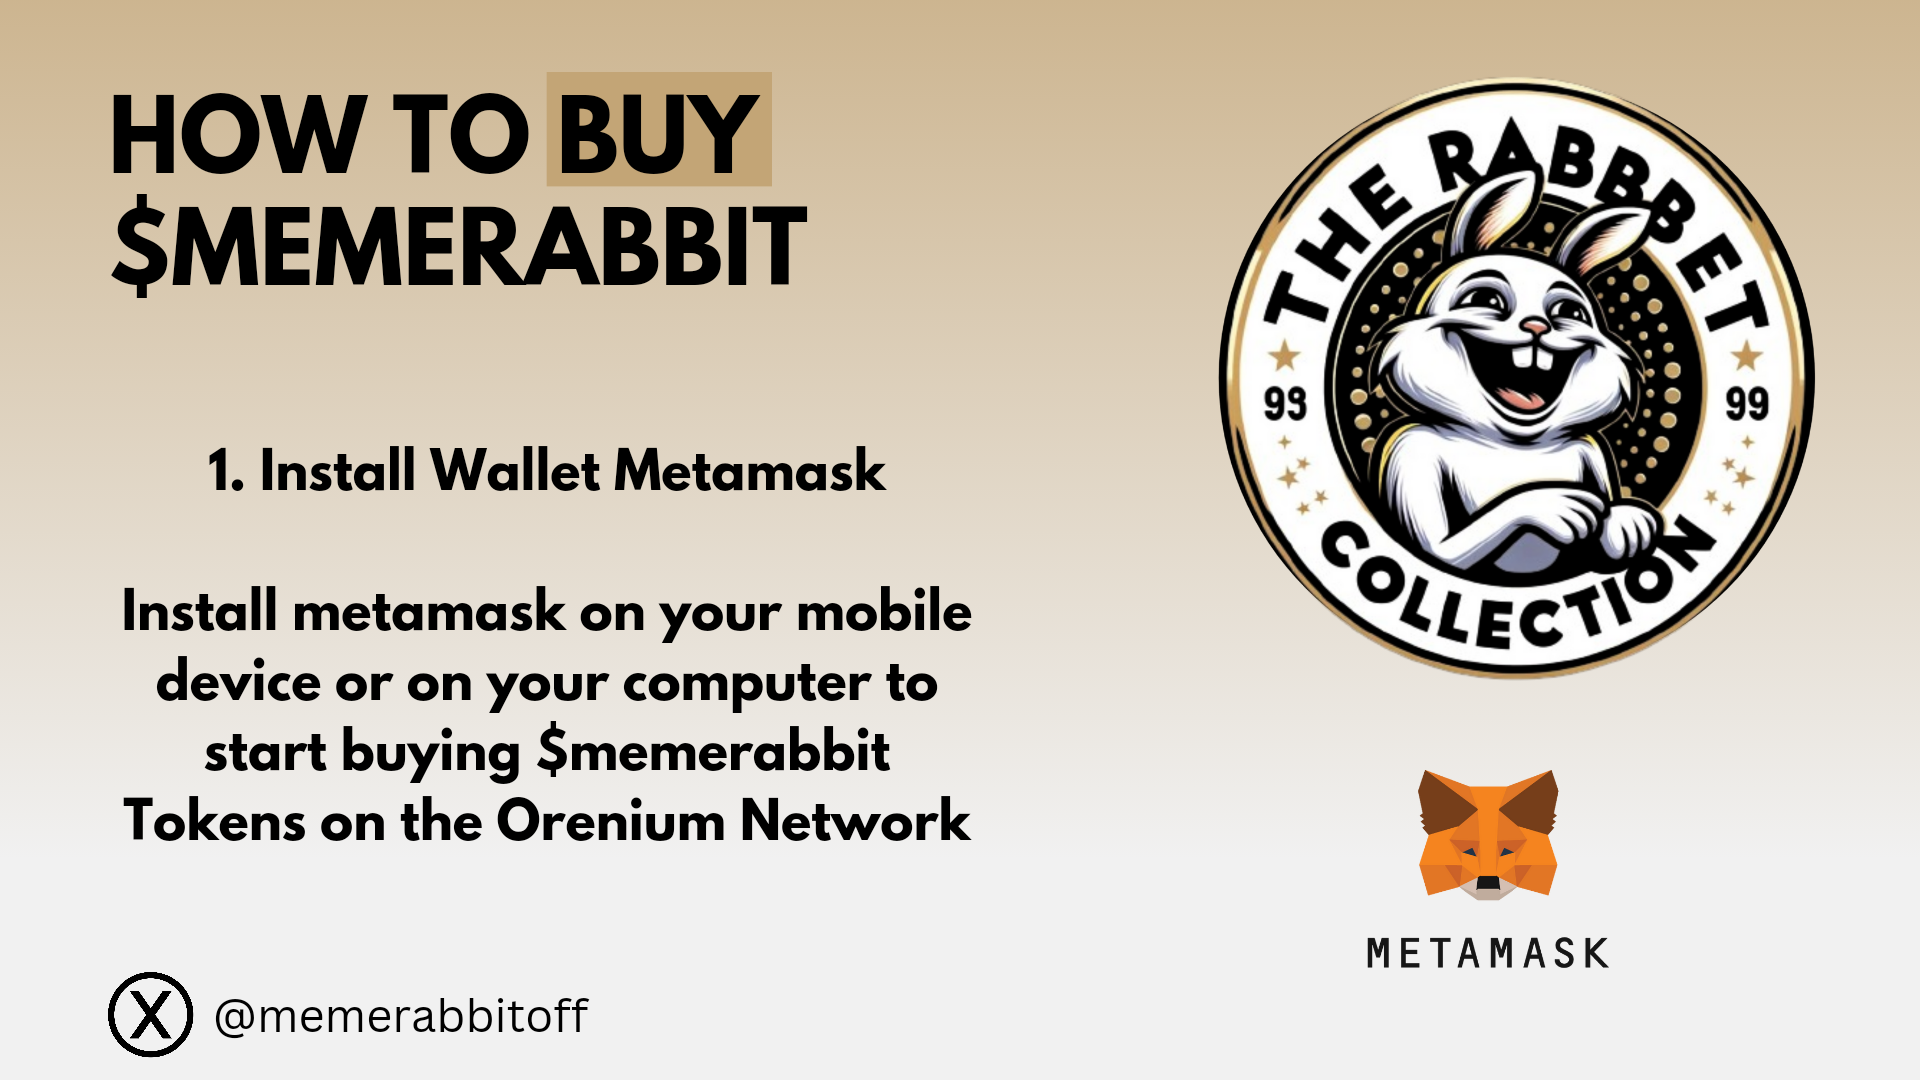 HOW TO BUY
$MEMERABBIT
1. Install Wallet Metamask
Install metamask on your mobile
device or on your computer to
start buying $memerabbit
Tokens on the Orenium Network
X @memerabbitoff
THE RABBBET
93 99
COLLECTION
METAMASK